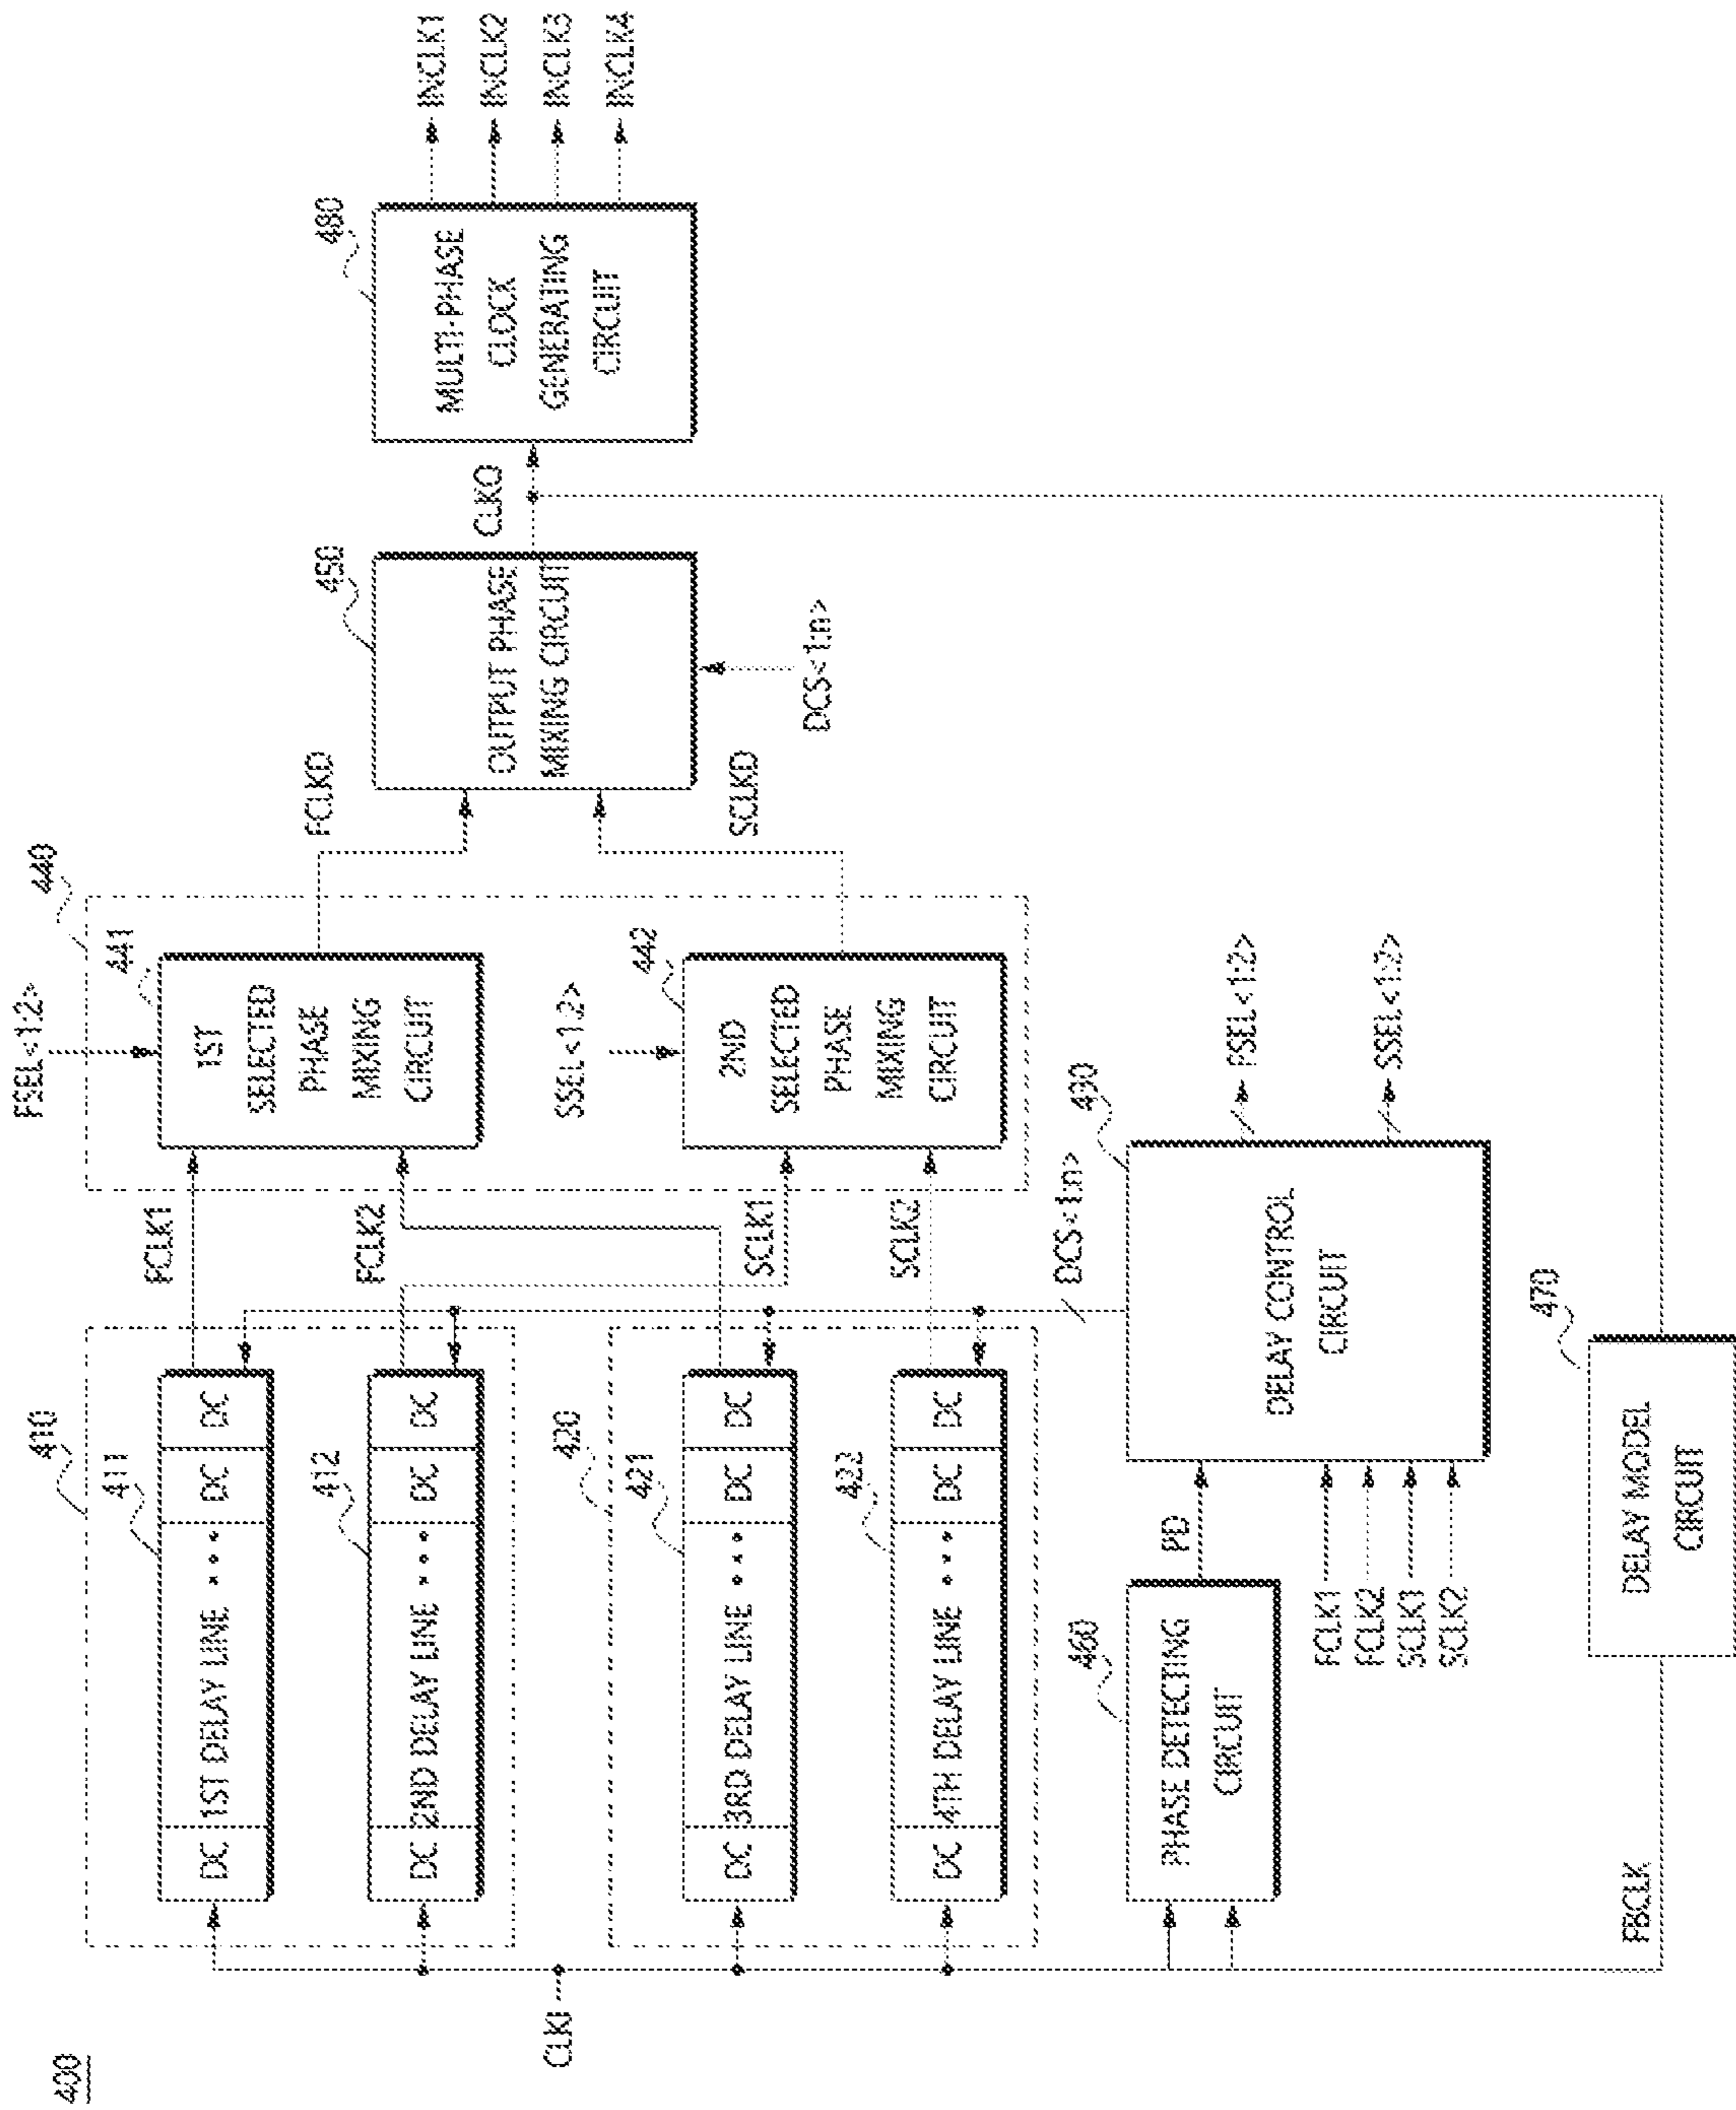 400
CLKI
410
411
DC 1ST DELAY LINE • • • DC DC
412
DC 2ND DELAY LINE • • • DC DC
420
421
DC 3RD DELAY LINE • • • DC DC
422
DC 4TH DELAY LINE • • • DC DC
FCLK1
FCLK2
SCLK1
SCLK2
DCS<1:n>
440
FSEL<1:2>
441
1ST
SELECTED
PHASE
MIXING
CIRCUIT
SSEL<1:2>
442
2ND
SELECTED
PHASE
MIXING
CIRCUIT
FCLKD
SCLKD
450
OUTPUT PHASE
MIXING CIRCUIT
DCS<1:n>
CLKO
480
MULTI-PHASE
CLOCK
GENERATING
CIRCUIT
INCLK1
INCLK2
INCLK3
INCLK4
460
PHASE DETECTING
CIRCUIT
PD
FCLK1
FCLK2
SCLK1
SCLK2
430
DELAY CONTROL
CIRCUIT
FSEL<1:2>
SSEL<1:2>
FBCLK
470
DELAY MODEL
CIRCUIT